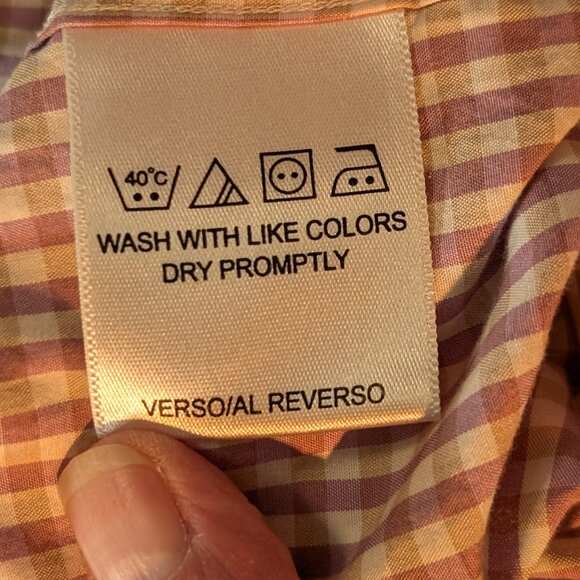 40°C
WASH WITH LIKE COLORS
DRY PROMPTLY
VERSO/AL REVERSO